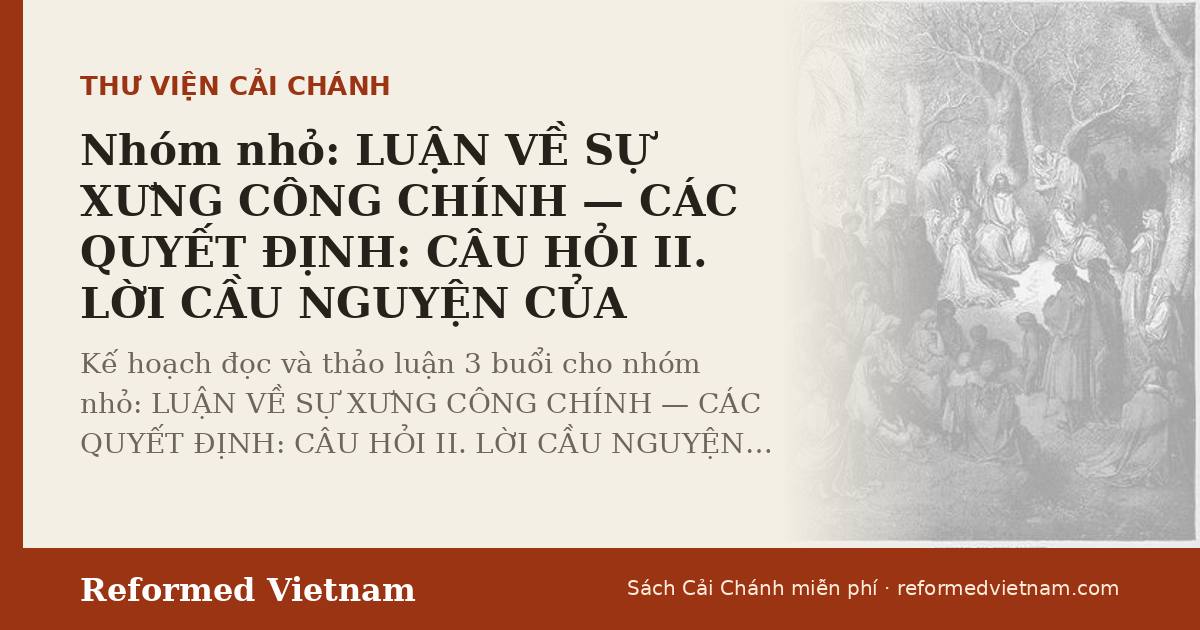 THƯ VIỆN CẢI CHÁNH
Nhóm nhỏ: LUẬN VỀ SỰ
XƯNG CÔNG CHÍNH — CÁC
QUYẾT ĐỊNH: CÂU HỎI II.
LỜI CẦU NGUYỆN CỦA
Kế hoạch đọc và thảo luận 3 buổi cho nhóm
nhỏ: LUẬN VỀ SỰ XƯNG CÔNG CHÍNH — CÁC
QUYẾT ĐỊNH: CÂU HỎI II. LỜI CẦU NGUYỆN...
Reformed Vietnam
Sách Cải Chánh miễn phí · reformedvietnam.com